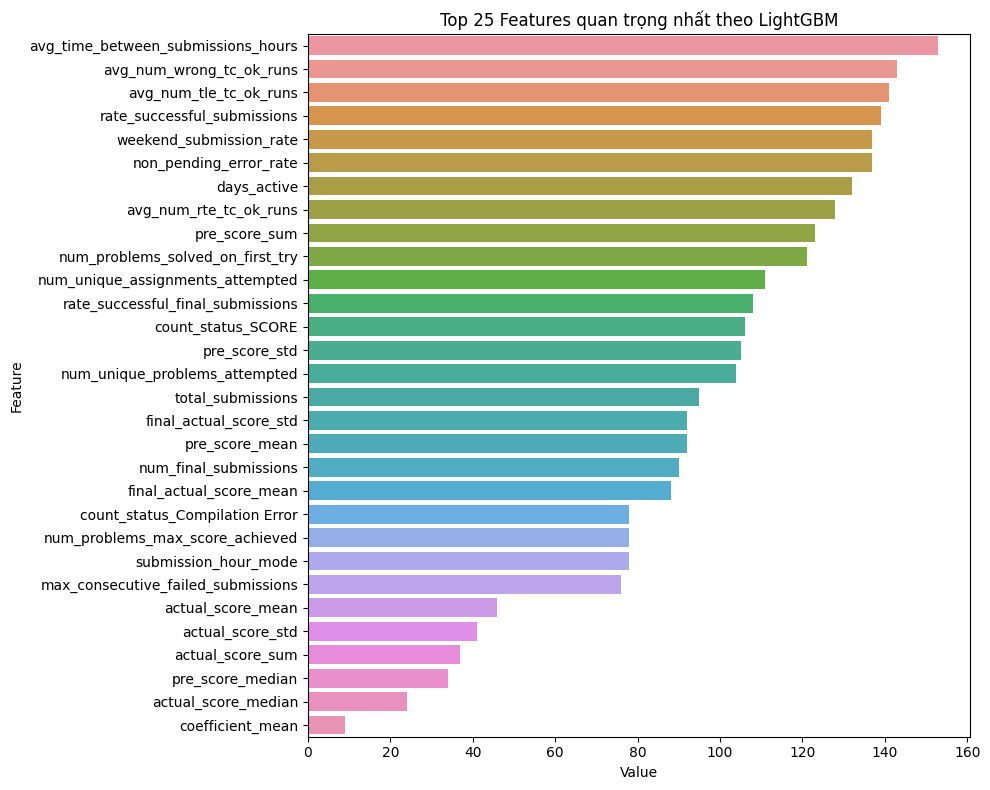 Top 25 Features quan trọng nhất theo LightGBM
avg_time_between_submissions_hours
avg_num_wrong_tc_ok_runs
avg_num_tle_tc_ok_runs
rate_successful_submissions
weekend_submission_rate
non_pending_error_rate
days_active
avg_num_rte_tc_ok_runs
pre_score_sum
num_problems_solved_on_first_try
num_unique_assignments_attempted
rate_successful_final_submissions
count_status_SCORE
pre_score_std
num_unique_problems_attempted
total_submissions
final_actual_score_std
pre_score_mean
num_final_submissions
final_actual_score_mean
count_status_Compilation Error
num_problems_max_score_achieved
submission_hour_mode
max_consecutive_failed_submissions
actual_score_mean
actual_score_std
actual_score_sum
pre_score_median
actual_score_median
coefficient_mean
Feature
0 20 40 60 80 100 120 140 160
Value